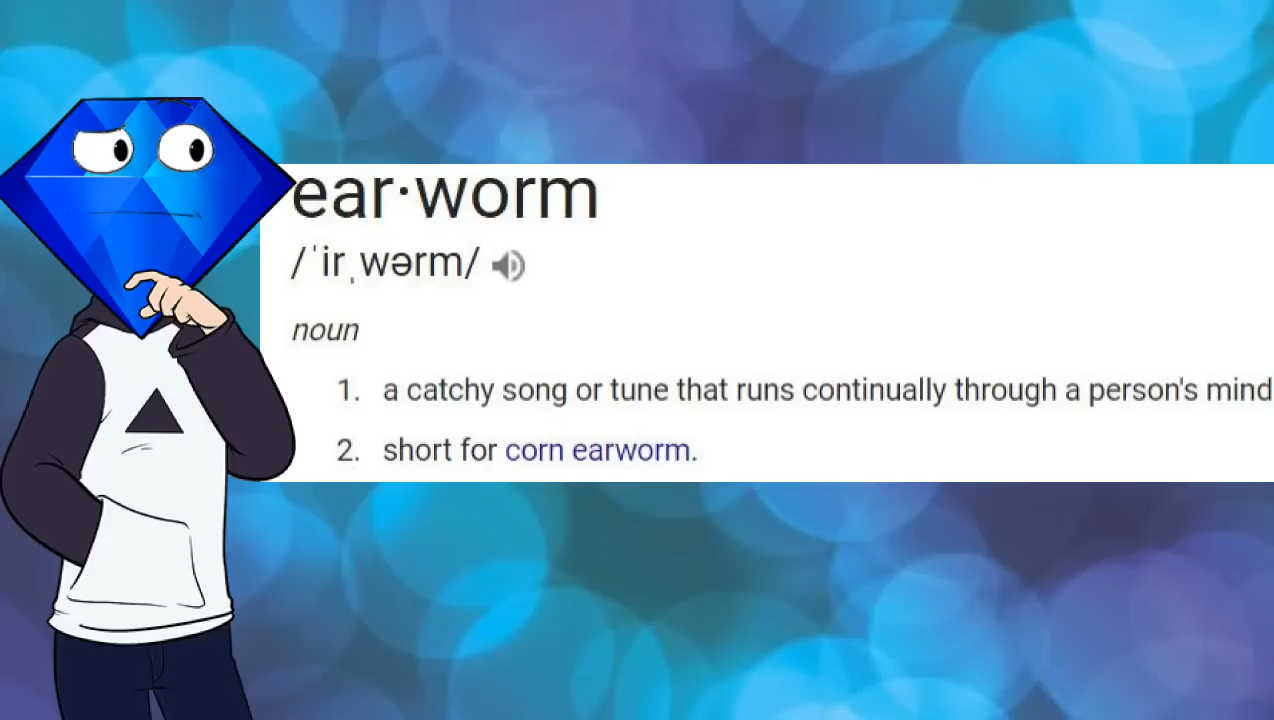 ear·worm
/ˈirˌwərm/
noun
1. a catchy song or tune that runs continually through a person's mind
2. short for corn earworm.